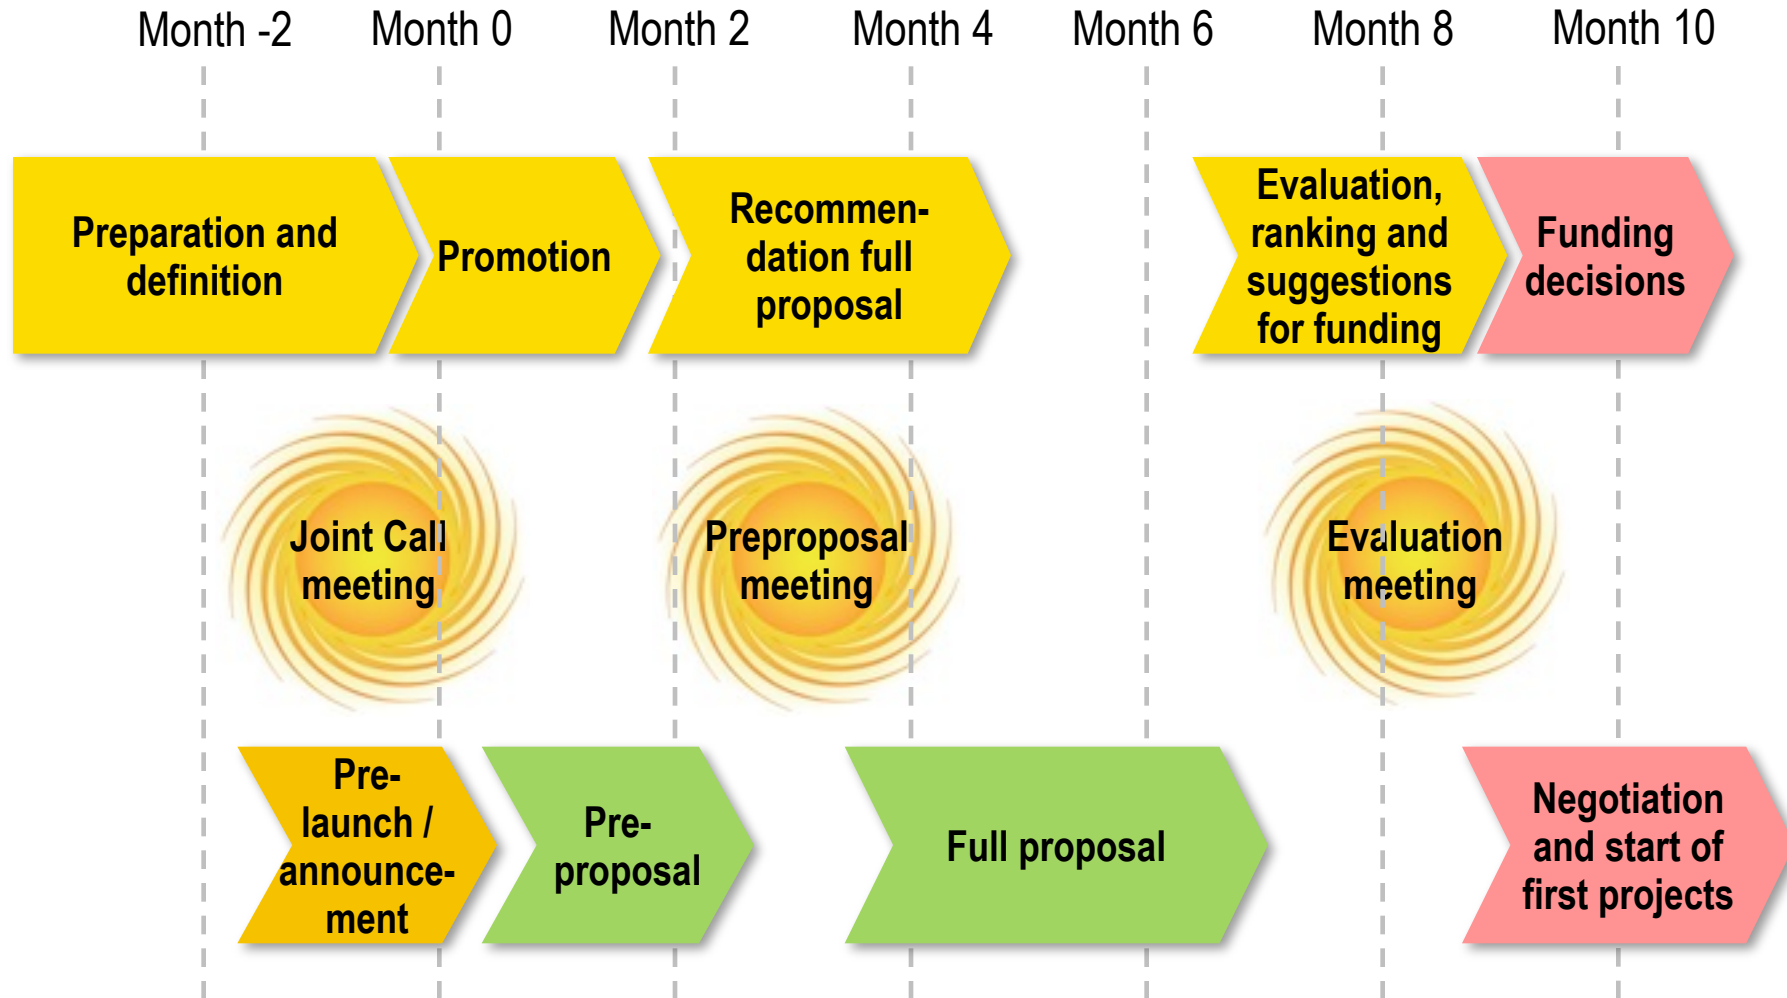 Month -2 Month 0 Month 2 Month 4 Month 6 Month 8 Month 10
Preparation and
definition
Promotion
Recommen-
dation full
proposal
Evaluation,
ranking and
suggestions
for funding
Funding
decisions
Joint Call
meeting
Preproposal
meeting
Evaluation
meeting
Pre-
launch /
announce-
ment
Pre-
proposal
Full proposal
Negotiation
and start of
first projects